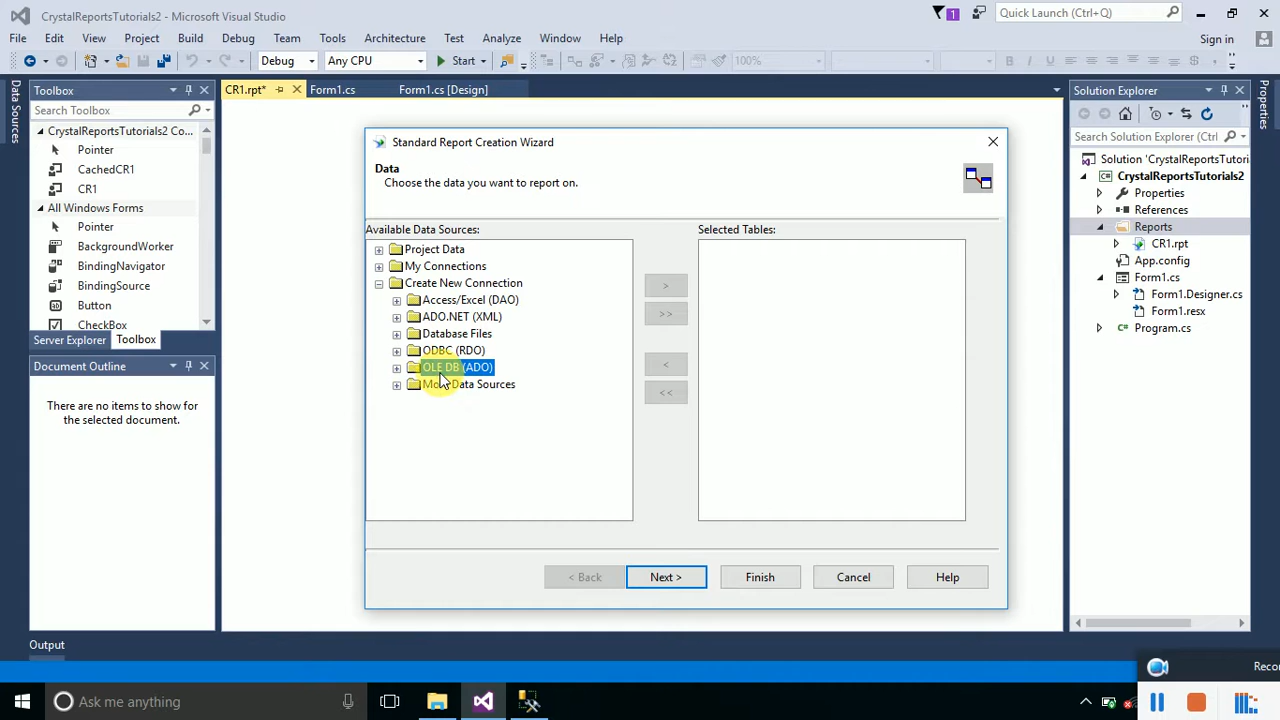 CrystalReportsTutorials2 - Microsoft Visual Studio
1
Quick Launch (Ctrl+Q)
File Edit View Project Build Debug Team Tools Architecture Test Analyze Window Help
Sign in
Debug Any CPU Start 100%
Data Sources
Toolbox
Search Toolbox
CrystalReportsTutorials2 Co...
Pointer
CachedCR1
CR1
All Windows Forms
Pointer
BackgroundWorker
BindingNavigator
BindingSource
Button
CheckBox
Server Explorer Toolbox
Document Outline
There are no items to show for
the selected document.
CR1.rpt* Form1.cs Form1.cs [Design]
Standard Report Creation Wizard
Data
Choose the data you want to report on.
Available Data Sources:
Project Data
My Connections
Create New Connection
Access/Excel (DAO)
ADO.NET (XML)
Database Files
ODBC (RDO)
OLE DB (ADO)
Data Sources
Selected Tables:
>
>>
<
<<
< Back Next > Finish Cancel Help
Solution Explorer
Search Solution Explorer (Ctrl
Solution 'CrystalReportsTutoria
CrystalReportsTutorials2
Properties
References
Reports
CR1.rpt
App.config
Form1.cs
Form1.Designer.cs
Form1.resx
Program.cs
Properties
Output
Ask me anything
Recor